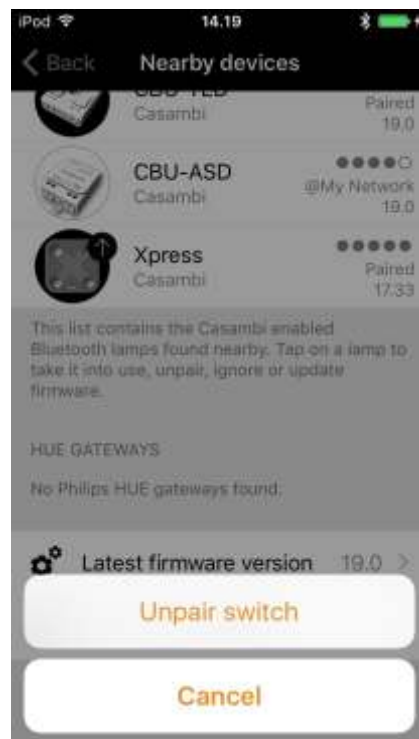 iPod 14.19
Back Nearby devices
CBU-TED
Casambi
Paired
19.0
CBU-ASD
Casambi
@My Network
19.0
Xpress
Casambi
Paired
17.33
This list contains the Casambi enabled
Bluetooth lamps found nearby. Tap on a lamp to
take it into use, unpair, ignore or update
firmware.
HUE GATEWAYS
No Philips HUE gateways found.
Latest firmware version 19.0
Unpair switch
Cancel